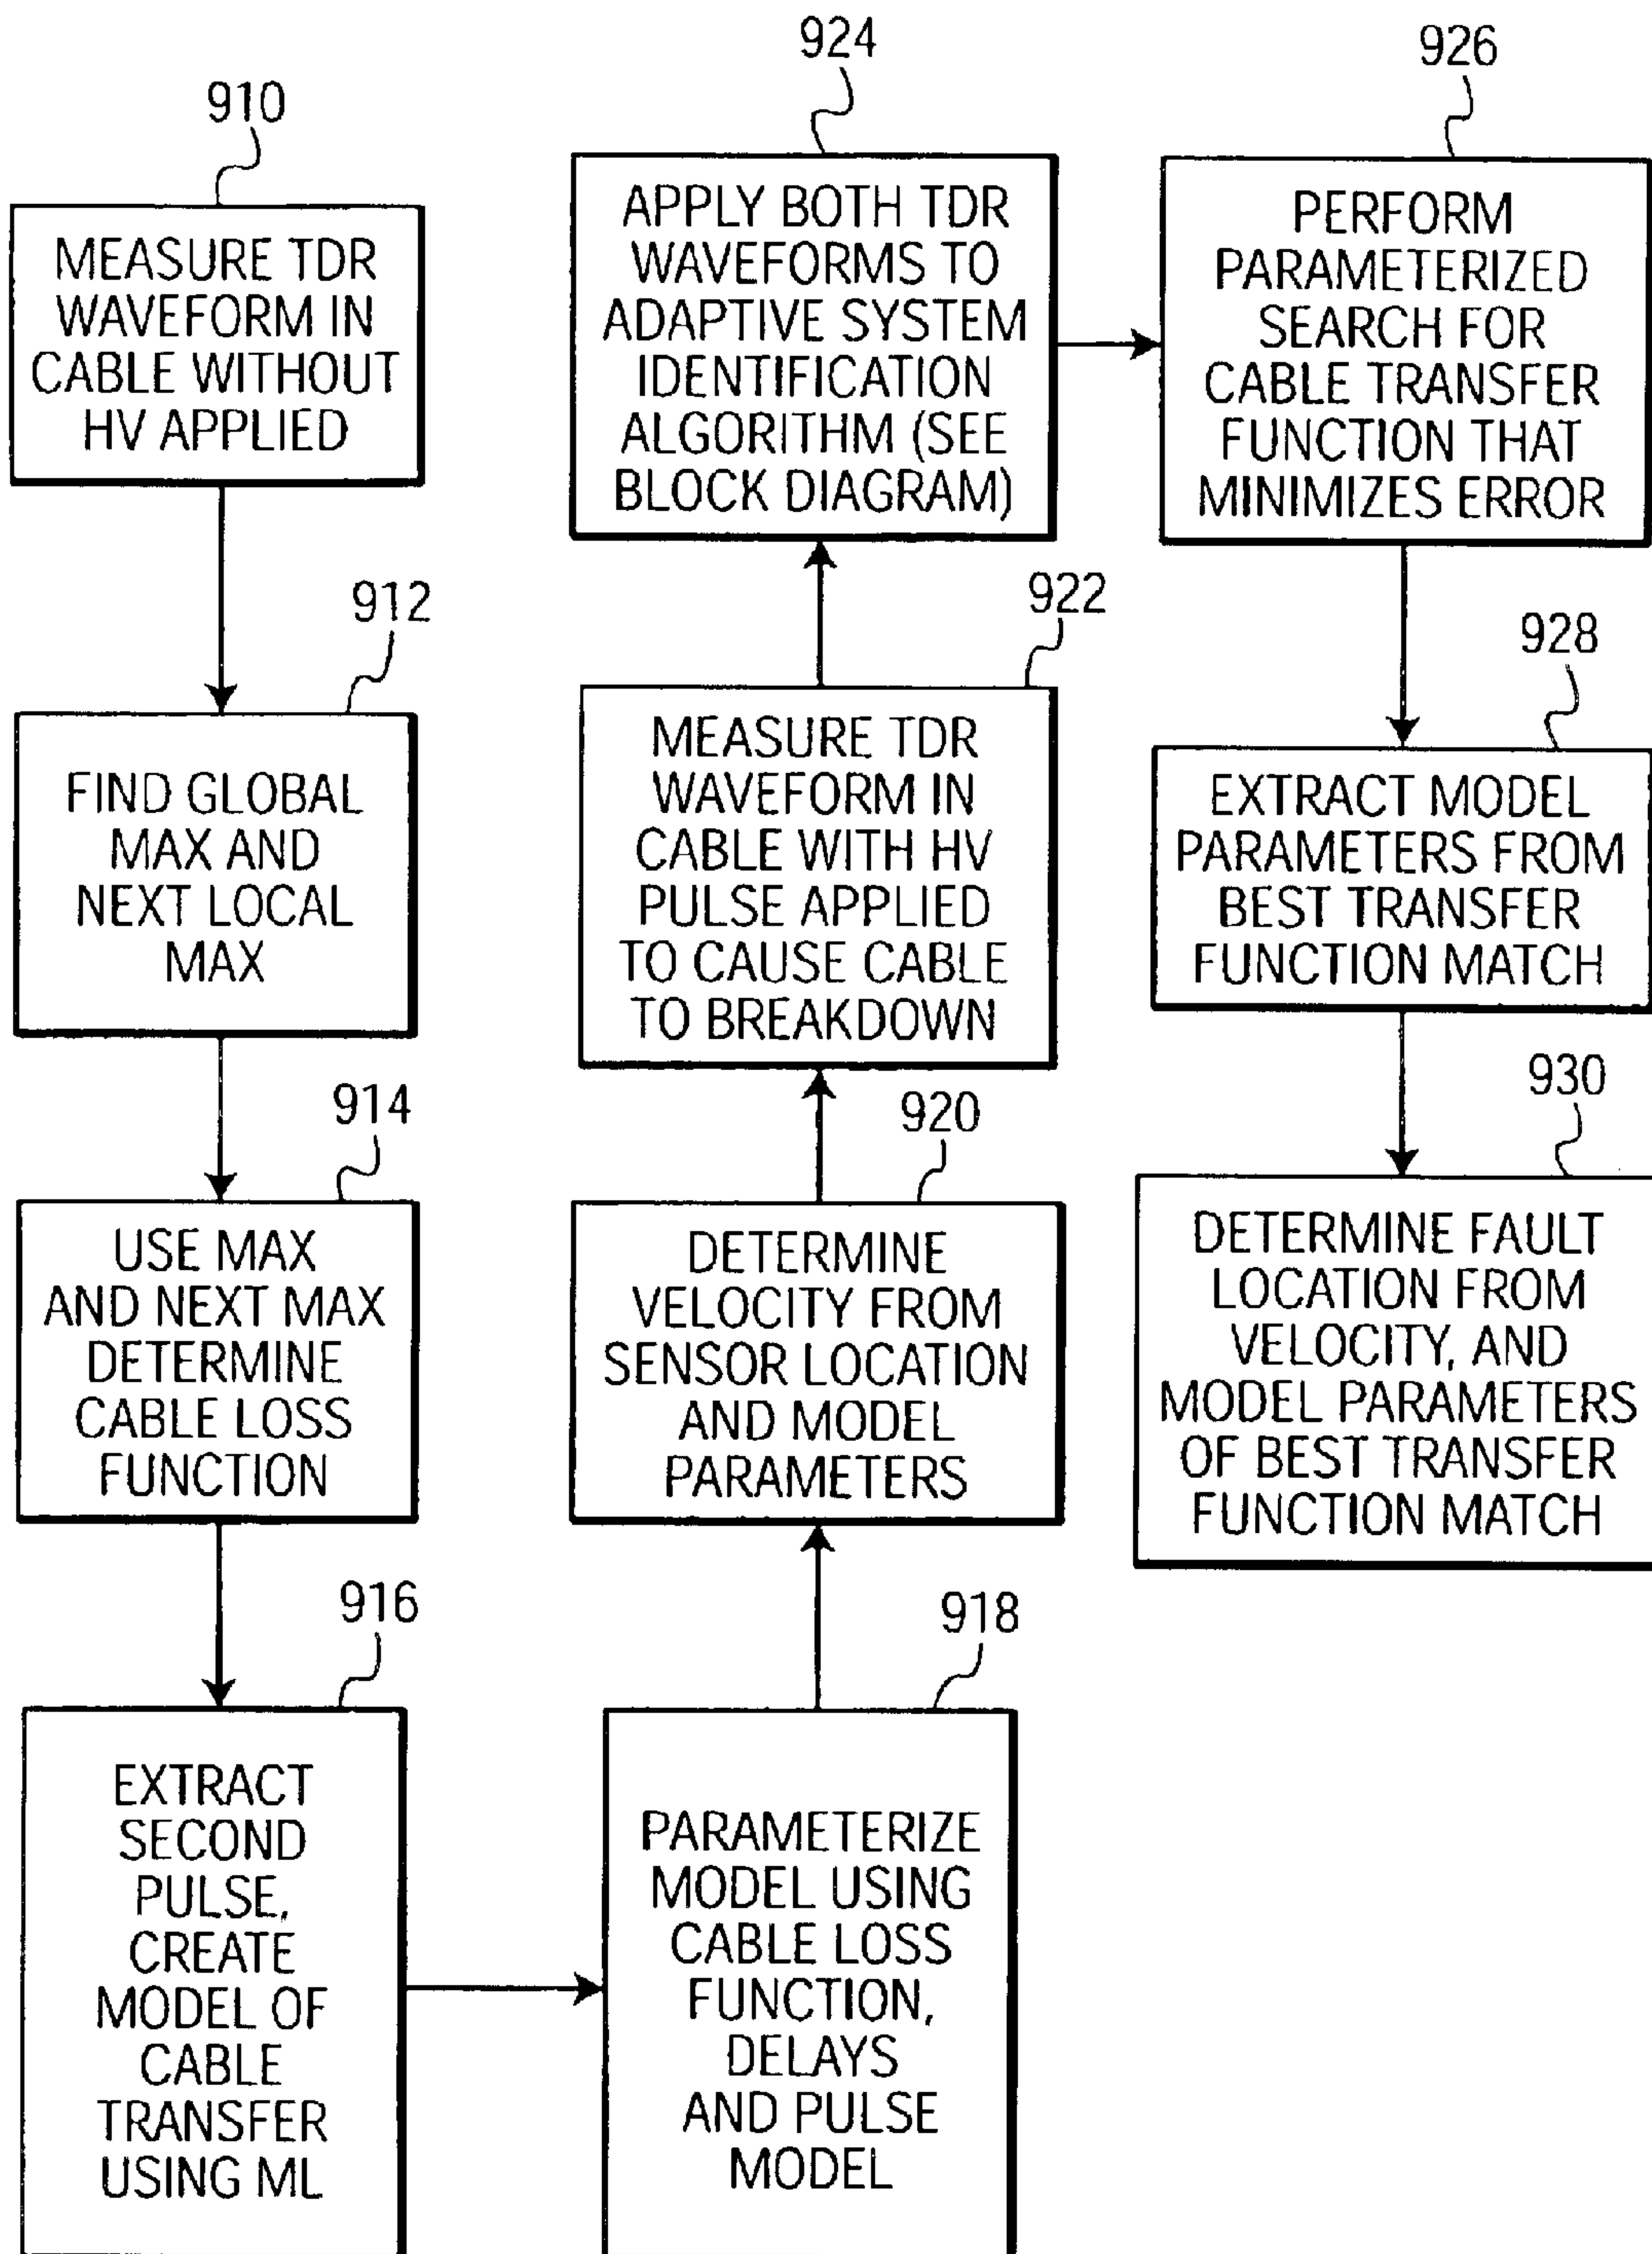 910
MEASURE TDR
WAVEFORM IN
CABLE WITHOUT
HV APPLIED
912
FIND GLOBAL
MAX AND
NEXT LOCAL
MAX
914
USE MAX
AND NEXT MAX
DETERMINE
CABLE LOSS
FUNCTION
916
EXTRACT
SECOND
PULSE,
CREATE
MODEL OF
CABLE
TRANSFER
USING ML
918
PARAMETERIZE
MODEL USING
CABLE LOSS
FUNCTION,
DELAYS
AND PULSE
MODEL
920
DETERMINE
VELOCITY FROM
SENSOR LOCATION
AND MODEL
PARAMETERS
922
MEASURE TDR
WAVEFORM IN
CABLE WITH HV
PULSE APPLIED
TO CAUSE CABLE
TO BREAKDOWN
924
APPLY BOTH TDR
WAVEFORMS TO
ADAPTIVE SYSTEM
IDENTIFICATION
ALGORITHM (SEE
BLOCK DIAGRAM)
926
PERFORM
PARAMETERIZED
SEARCH FOR
CABLE TRANSFER
FUNCTION THAT
MINIMIZES ERROR
928
EXTRACT MODEL
PARAMETERS FROM
BEST TRANSFER
FUNCTION MATCH
930
DETERMINE FAULT
LOCATION FROM
VELOCITY, AND
MODEL PARAMETERS
OF BEST TRANSFER
FUNCTION MATCH